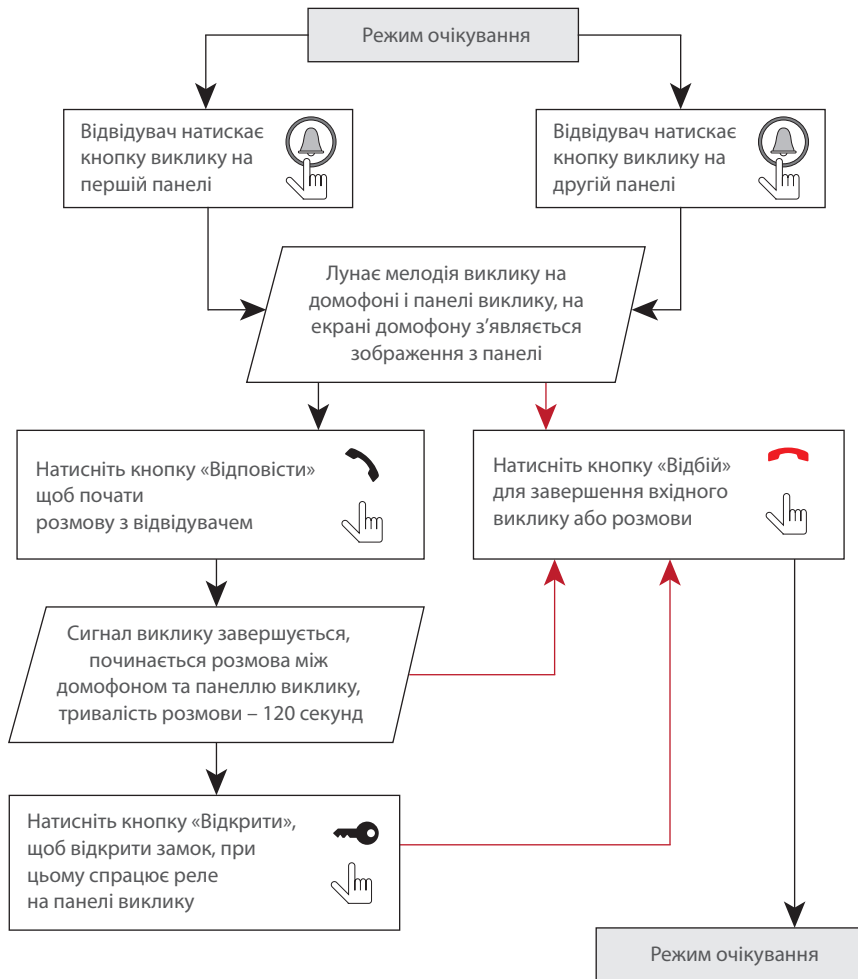 Режим очікування
Відвідувач натискає
кнопку виклику на
першій панелі
Відвідувач натискає
кнопку виклику на
другій панелі
Лунає мелодія виклику на
домофоні і панелі виклику, на
екрані домофону з’являється
зображення з панелі
Натисніть кнопку «Відповісти»
щоб почати
розмову з відвідувачем
Натисніть кнопку «Відбій»
для завершення вхідного
виклику або розмови
Сигнал виклику завершується,
починається розмова між
домофоном та панеллю виклику,
тривалість розмови – 120 секунд
Натисніть кнопку «Відкрити»,
щоб відкрити замок, при
цьому спрацює реле
на панелі виклику
Режим очікування